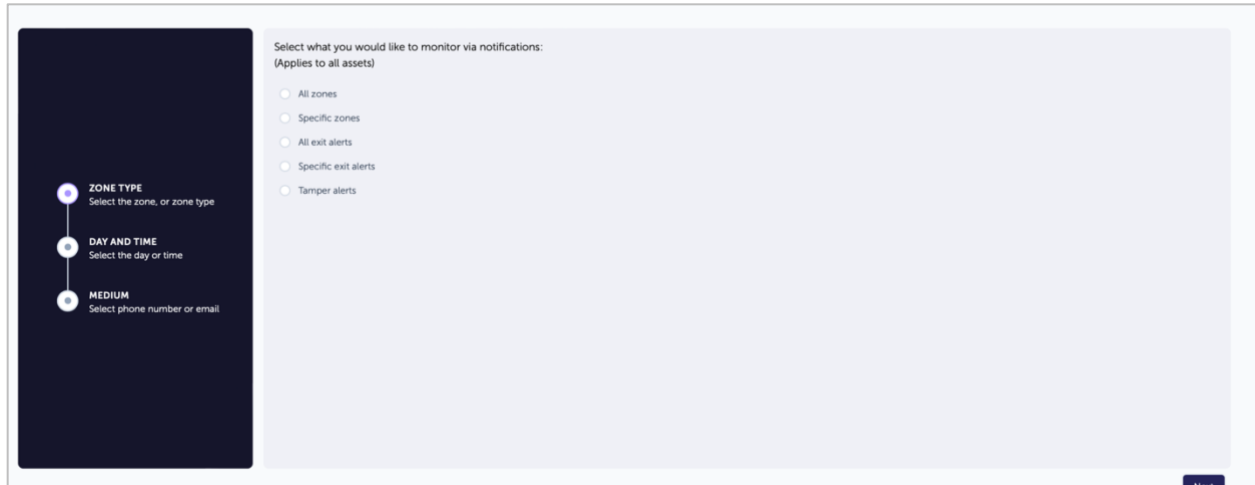 Select what you would like to monitor via notifications:
(Applies to all assets)
All zones
Specific zones
All exit alerts
Specific exit alerts
Tamper alerts
ZONE TYPE
Select the zone, or zone type
DAY AND TIME
Select the day or time
MEDIUM
Select phone number or email